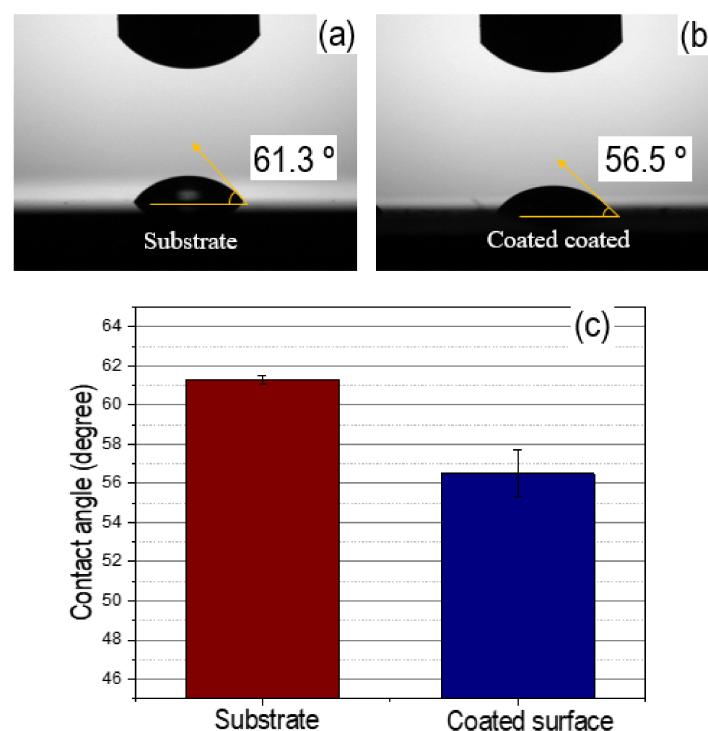 (a)
61.3 º
Substrate
(b)
56.5 º
Coated coated
(c)
Contact angle (degree)
64
62
60
58
56
54
52
50
48
46
Substrate
Coated surface